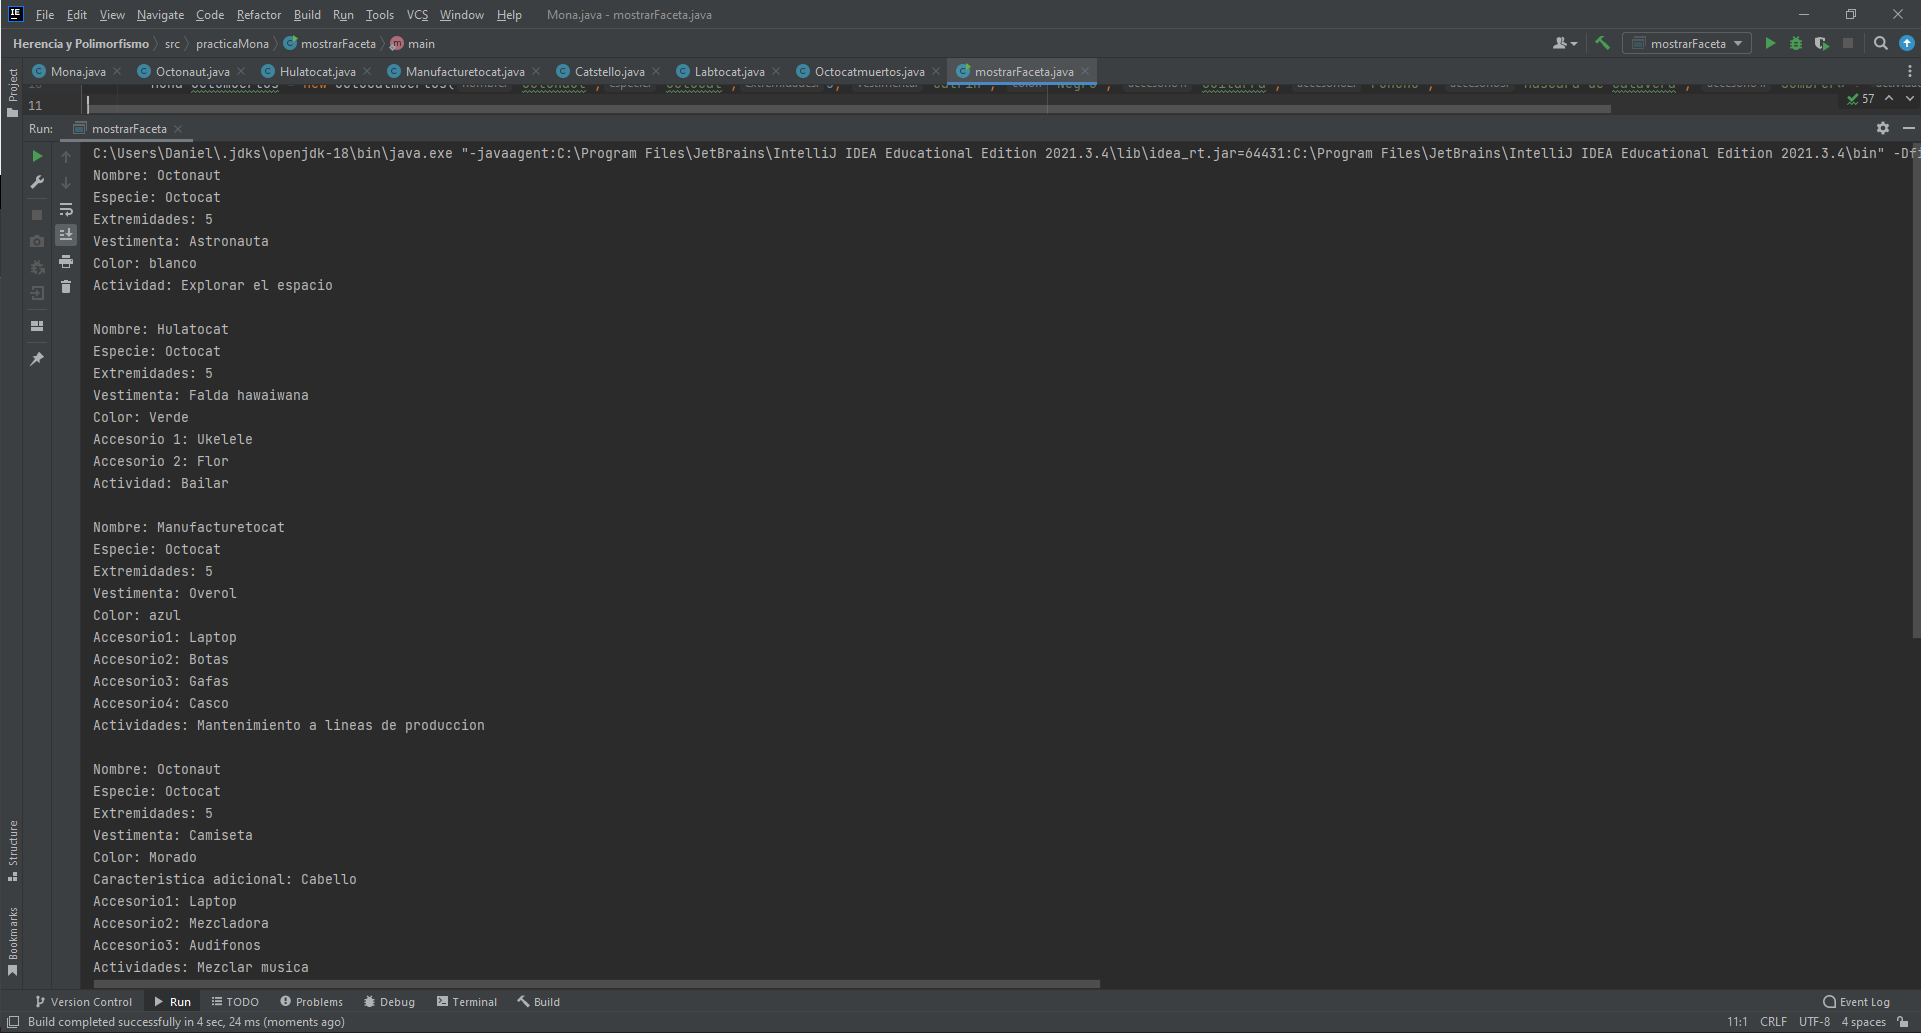 File Edit View Navigate Code Refactor Build Run Tools VCS Window Help Mona.java - mostrarFaceta.java
Herencia y Polimorfismo src practicaMona mostrarFaceta main mostrarFaceta
Project
Mona.java Octonaut.java Hulatocat.java Manufacturetocat.java Catstello.java Labtocat.java Octocatmuertos.java mostrarFaceta.java
11 57
Run: mostrarFaceta
C:\Users\Daniel\.jdks\openjdk-18\bin\java.exe "-javaagent:C:\Program Files\JetBrains\IntelliJ IDEA Educational Edition 2021.3.4\lib\idea_rt.jar=64431:C:\Program Files\JetBrains\IntelliJ IDEA Educational Edition 2021.3.4\bin" -Dfi
Nombre: Octonaut
Especie: Octocat
Extremidades: 5
Vestimenta: Astronauta
Color: blanco
Actividad: Explorar el espacio
Nombre: Hulatocat
Especie: Octocat
Extremidades: 5
Vestimenta: Falda hawaiwana
Color: Verde
Accesorio 1: Ukelele
Accesorio 2: Flor
Actividad: Bailar
Nombre: Manufacturetocat
Especie: Octocat
Extremidades: 5
Vestimenta: Overol
Color: azul
Accesorio1: Laptop
Accesorio2: Botas
Accesorio3: Gafas
Accesorio4: Casco
Actividades: Mantenimiento a lineas de produccion
Nombre: Octonaut
Especie: Octocat
Extremidades: 5
Vestimenta: Camiseta
Color: Morado
Caracteristica adicional: Cabello
Accesorio1: Laptop
Accesorio2: Mezcladora
Accesorio3: Audifonos
Actividades: Mezclar musica
Structure
Bookmarks
Version Control Run TODO Problems Debug Terminal Build Event Log
Build completed successfully in 4 sec, 24 ms (moments ago) 11:1 CRLF UTF-8 4 spaces